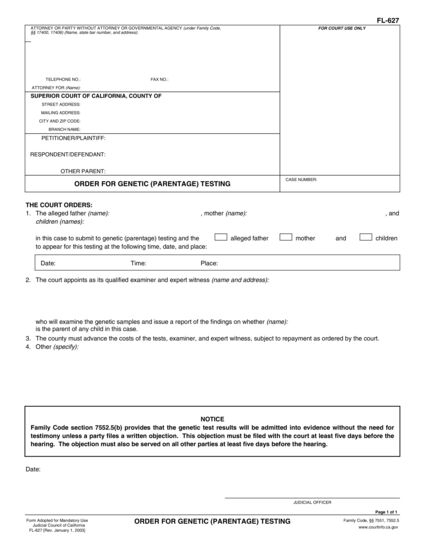 FL-627
ATTORNEY OR PARTY WITHOUT ATTORNEY OR GOVERNMENTAL AGENCY (under Family Code,
§§ 17400, 17406) (Name, state bar number, and address):
FOR COURT USE ONLY
TELEPHONE NO.: FAX NO.:
ATTORNEY FOR (Name):
SUPERIOR COURT OF CALIFORNIA, COUNTY OF
STREET ADDRESS:
MAILING ADDRESS:
CITY AND ZIP CODE:
BRANCH NAME:
PETITIONER/PLAINTIFF:
RESPONDENT/DEFENDANT:
OTHER PARENT:
ORDER FOR GENETIC (PARENTAGE) TESTING
CASE NUMBER:
THE COURT ORDERS:
1. The alleged father (name): , mother (name): , and
children (names):
in this case to submit to genetic (parentage) testing and the alleged father mother and children
to appear for this testing at the following time, date, and place:
Date: Time: Place:
2. The court appoints as its qualified examiner and expert witness (name and address):
who will examine the genetic samples and issue a report of the findings on whether (name):
is the parent of any child in this case.
3. The county must advance the costs of the tests, examiner, and expert witness, subject to repayment as ordered by the court.
4. Other (specify):
NOTICE
Family Code section 7552.5(b) provides that the genetic test results will be admitted into evidence without the need for
testimony unless a party files a written objection. This objection must be filed with the court at least five days before the
hearing. The objection must also be served on all other parties at least five days before the hearing.
Date:
JUDICIAL OFFICER
Page 1 of 1
Form Adopted for Mandatory Use
Judicial Council of California
FL-627 [Rev. January 1, 2003]
ORDER FOR GENETIC (PARENTAGE) TESTING
Family Code, §§ 7551, 7552.5
www.courtinfo.ca.gov